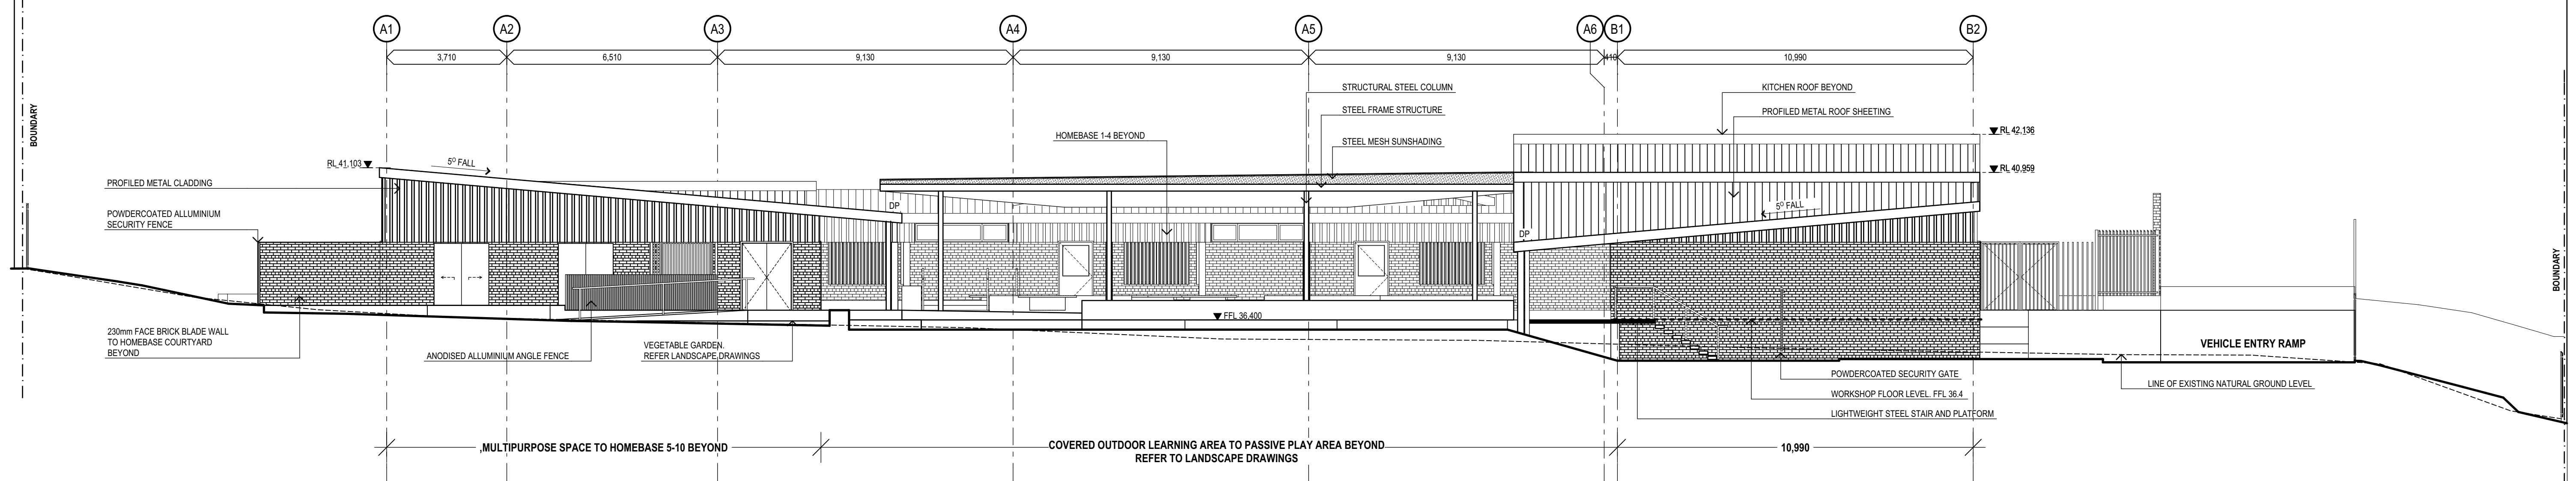 A1
A2
A3
A4
A5
A6
B1
B2
3,710
6,510
9,130
9,130
9,130
410
10,990
STRUCTURAL STEEL COLUMN
KITCHEN ROOF BEYOND
BOUNDARY
STEEL FRAME STRUCTURE
PROFILED METAL ROOF SHEETING
HOMEBASE 1-4 BEYOND
RL 42.136
STEEL MESH SUNSHADING
RL 41.103
5° FALL
RL 40.959
PROFILED METAL CLADDING
DP
5° FALL
POWDERCOATED ALLUMINIUM
SECURITY FENCE
DP
BOUNDARY
FFL 36.400
230mm FACE BRICK BLADE WALL
TO HOMEBASE COURTYARD
BEYOND
ANODISED ALLUMINIUM ANGLE FENCE
VEGETABLE GARDEN.
REFER LANDSCAPE DRAWINGS
VEHICLE ENTRY RAMP
POWDERCOATED SECURITY GATE
LINE OF EXISTING NATURAL GROUND LEVEL
WORKSHOP FLOOR LEVEL. FFL 36.4
LIGHTWEIGHT STEEL STAIR AND PLATFORM
,MULTIPURPOSE SPACE TO HOMEBASE 5-10 BEYOND
COVERED OUTDOOR LEARNING AREA TO PASSIVE PLAY AREA BEYOND
REFER TO LANDSCAPE DRAWINGS
10,990